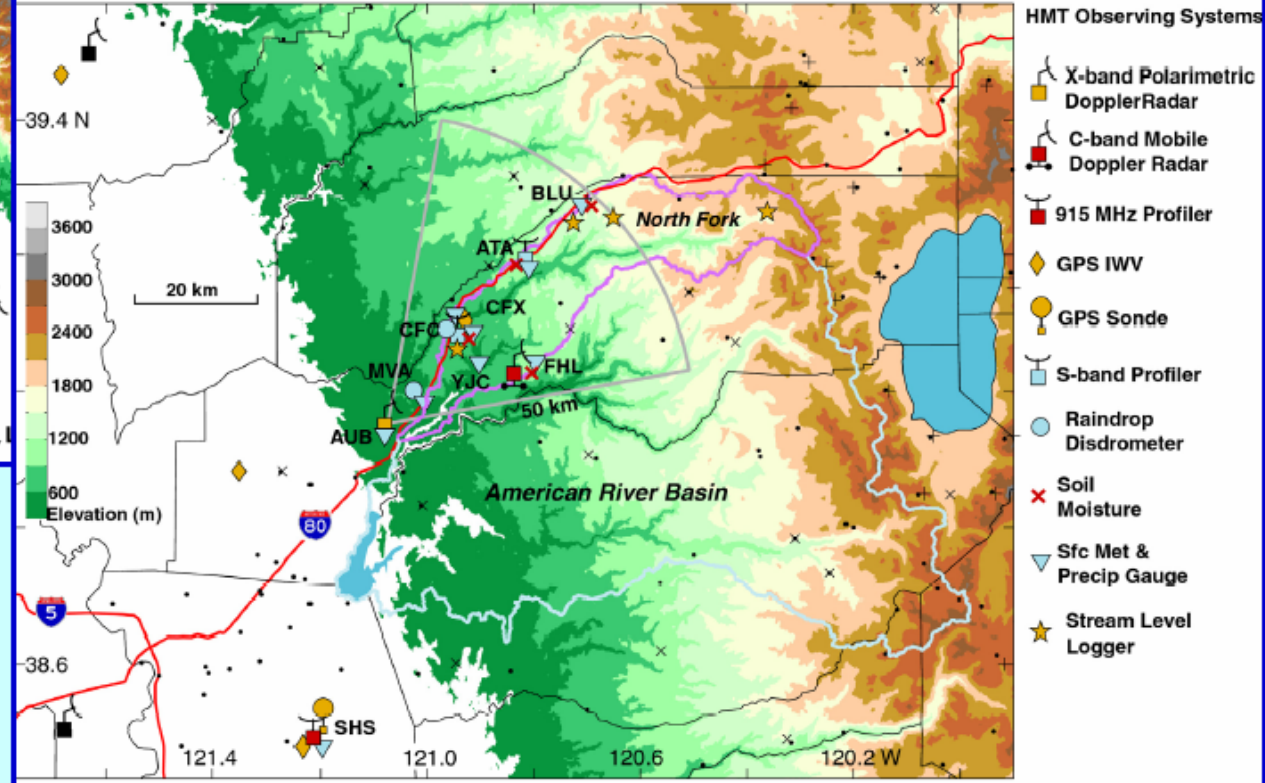 HMT Observing Systems
X-band Polarimetric
DopplerRadar
C-band Mobile
Doppler Radar
915 MHz Profiler
GPS IWV
GPS Sonde
S-band Profiler
Raindrop
Disdrometer
Soil
Moisture
Sfc Met &
Precip Gauge
Stream Level
Logger
39.4 N
3600
3000
2400
1800
1200
600
Elevation (m)
20 km
BLU
North Fork
ATA
CFX
CFC
MVA
YJC
FHL
50 km
AUB
American River Basin
80
5
38.6
SHS
121.4
121.0
120.6
120.2 W